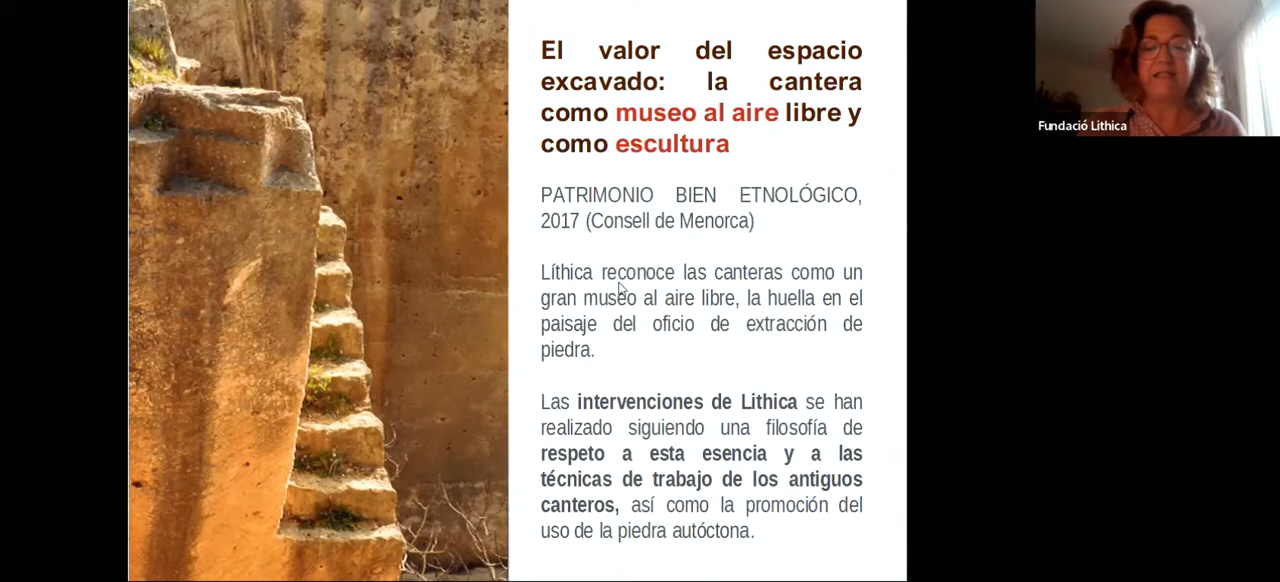 El valor del espacio
excavado: la cantera
como museo al aire libre y
como escultura
PATRIMONIO BIEN ETNOLÓGICO,
2017 (Consell de Menorca)
Líthica reconoce las canteras como un
gran museo al aire libre, la huella en el
paisaje del oficio de extracción de
piedra.
Las intervenciones de Lithica se han
realizado siguiendo una filosofía de
respeto a esta esencia y a las
técnicas de trabajo de los antiguos
canteros, así como la promoción del
uso de la piedra autóctona.
Fundació Lithica